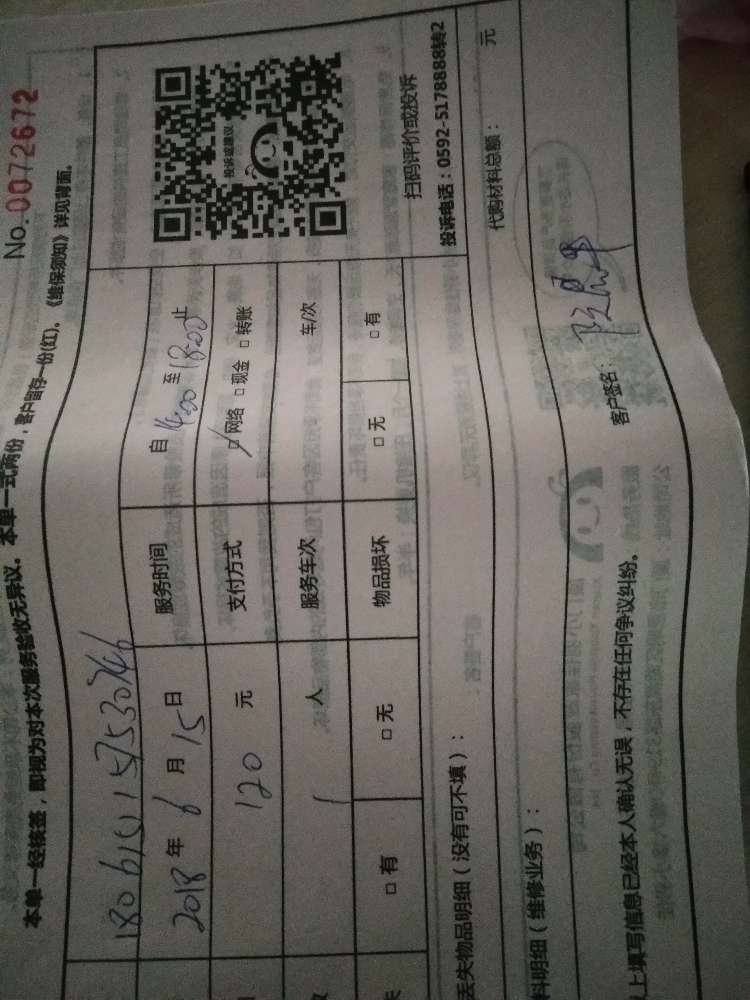 No. 0072672
本单一经核签，即视为对本次服务验收无异议。本单一式两份，客户留存一份(红)。《维保须知》详见背面。
2018 年 6 月 15 日
服务时间
自 14:00 至 18:00 止
120 元
支付方式
□ 网络 □ 现金 □ 转账
1 人
服务车次
车/次
□ 有 □ 无
物品损坏
□ 无 □ 有
投诉或建议
扫码评价或投诉
投诉电话：0592-5178888转2
丢失物品明细（没有可不填）：
代购材料总额： 元
料明细（维修业务）：
上填写信息已经本人确认无误，不存在任何争议纠纷。
客户签名：